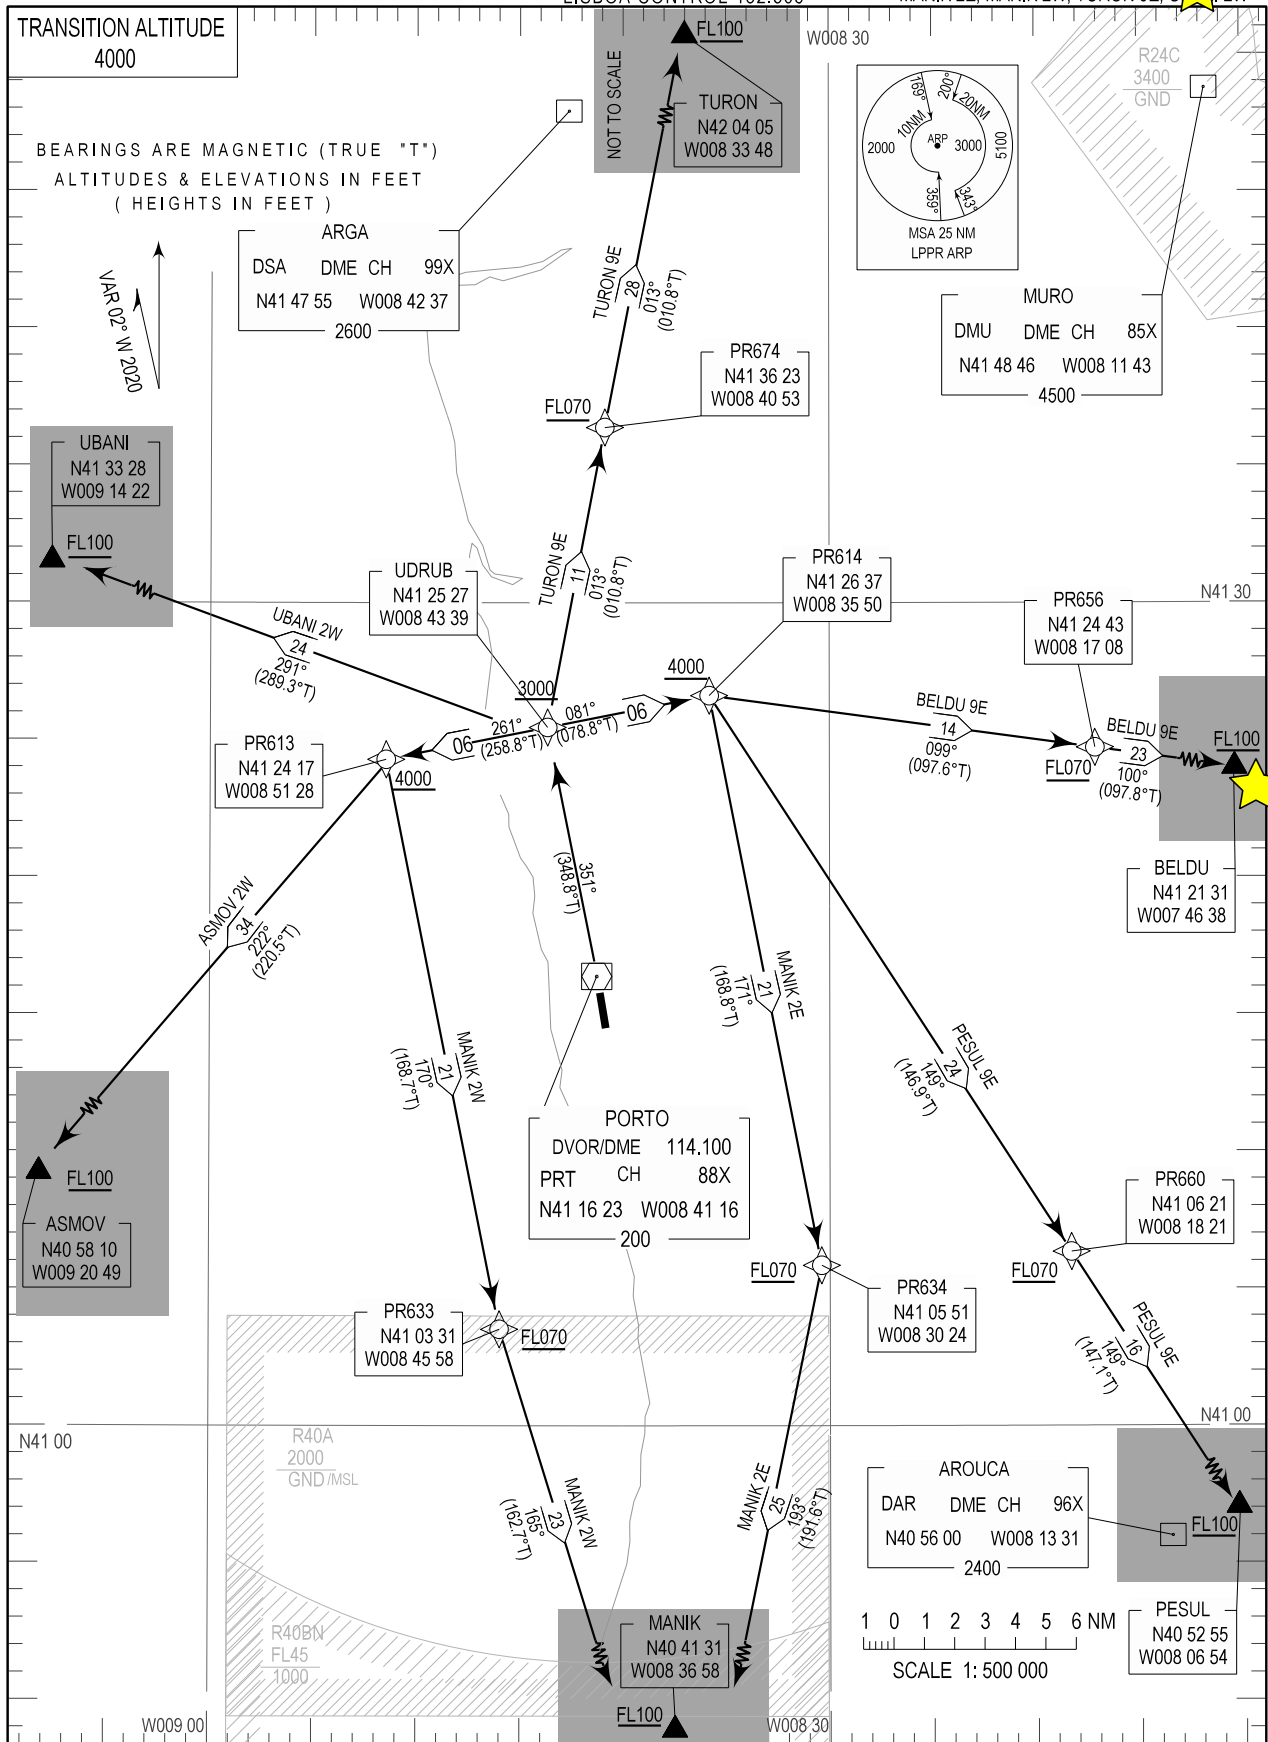 LISBOA CONTROL 132.300
TRANSITION ALTITUDE
4000
BEARINGS ARE MAGNETIC (TRUE "T")
ALTITUDES & ELEVATIONS IN FEET
( HEIGHTS IN FEET )
VAR 02° W 2020
NOT TO SCALE
FL100
TURON
N42 04 05
W008 33 48
W008 30
169°
200°
10NM
20NM
ARP
2000
3000
5100
359°
343°
MSA 25 NM
LPPR ARP
R24C
3400
GND
ARGA
DSA DME CH 99X
N41 47 55 W008 42 37
2600
MURO
DMU DME CH 85X
N41 48 46 W008 11 43
4500
TURON 9E
28
013°
(010.8°T)
PR674
N41 36 23
W008 40 53
FL070
UBANI
N41 33 28
W009 14 22
FL100
UBANI 2W
24
291°
(289.3°T)
UDRUB
N41 25 27
W008 43 39
3000
TURON 9E
11
013°
(010.8°T)
PR614
N41 26 37
W008 35 50
4000
N41 30
PR656
N41 24 43
W008 17 08
FL070
081°
(078.8°T)
06
261°
(258.8°T)
06
PR613
N41 24 17
W008 51 28
4000
BELDU 9E
14
099°
(097.6°T)
BELDU 9E
23
100°
(097.8°T)
FL100
BELDU
N41 21 31
W007 46 38
351°
(348.8°T)
ASMOV 2W
34
222°
(220.5°T)
MANIK 2W
21
170°
(168.7°T)
MANIK 2E
21
171°
(168.8°T)
PESUL 9E
24
149°
(146.9°T)
FL100
ASMOV
N40 58 10
W009 20 49
PORTO
DVOR/DME 114.100
PRT CH 88X
N41 16 23 W008 41 16
200
PR660
N41 06 21
W008 18 21
FL070
PR634
N41 05 51
W008 30 24
FL070
PR633
N41 03 31
W008 45 58
FL070
PESUL 9E
16
149°
(147.1°T)
N41 00
N41 00
R40A
2000
GND/MSL
MANIK 2W
23
165°
(162.7°T)
MANIK 2E
25
193°
(191.6°T)
AROUCA
DAR DME CH 96X
N40 56 00 W008 13 31
2400
FL100
PESUL
N40 52 55
W008 06 54
R40BN
FL45
1000
MANIK
N40 41 31
W008 36 58
FL100
1 0 1 2 3 4 5 6 NM
SCALE 1: 500 000
W009 00
W008 30